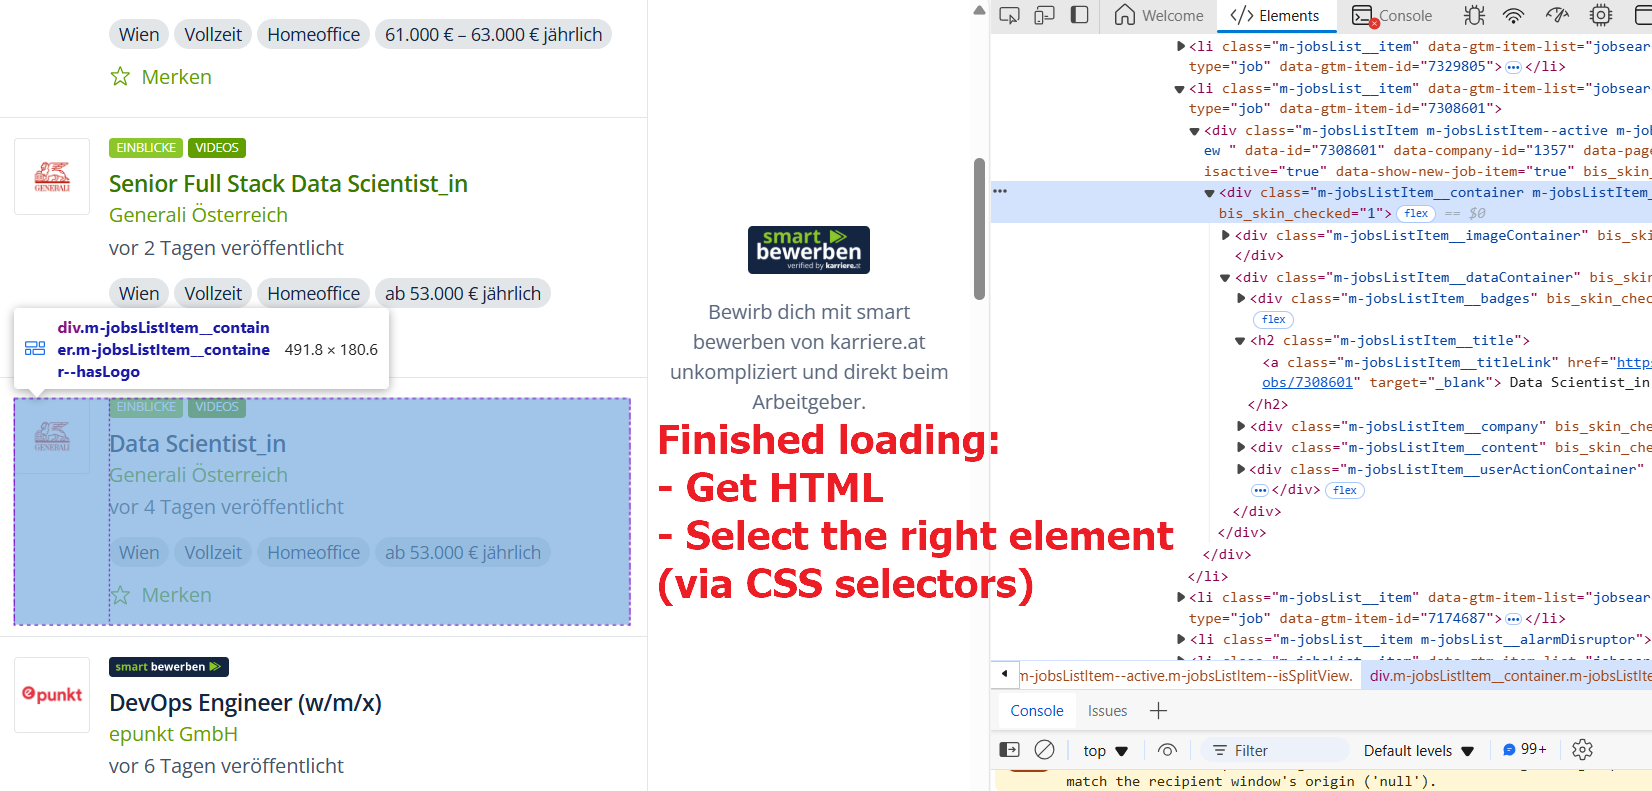 Wien Vollzeit Homeoffice 61.000 € – 63.000 € jährlich
Merken
EINBLICKE VIDEOS
GENERALI
Senior Full Stack Data Scientist_in
Generali Österreich
vor 2 Tagen veröffentlicht
Wien Vollzeit Homeoffice ab 53.000 € jährlich
div.m-jobsListItem__contain
er.m-jobsListItem__containe
r--hasLogo
491.8 × 180.6
EINBLICKE VIDEOS
GENERALI
Data Scientist_in
Generali Österreich
vor 4 Tagen veröffentlicht
Wien Vollzeit Homeoffice ab 53.000 € jährlich
Merken
smart bewerben
epunkt
DevOps Engineer (w/m/x)
epunkt GmbH
vor 6 Tagen veröffentlicht
smart
bewerben
verified by karriere.at
Bewirb dich mit smart
bewerben von karriere.at
unkompliziert und direkt beim
Arbeitgeber.
Finished loading:
- Get HTML
- Select the right element
(via CSS selectors)
Welcome </> Elements Console
<li class="m-jobsList__item" data-gtm-item-list="jobsear
type="job" data-gtm-item-id="7329805"> ••• </li>
<li class="m-jobsList__item" data-gtm-item-list="jobsear
type="job" data-gtm-item-id="7308601">
<div class="m-jobsListItem m-jobsListItem--active m-jo
ew " data-id="7308601" data-company-id="1357" data-pag
isactive="true" data-show-new-job-item="true" bis_skin
••• <div class="m-jobsListItem__container m-jobsListItem_
bis_skin_checked="1"> flex == $0
<div class="m-jobsListItem__imageContainer" bis_skin
</div>
<div class="m-jobsListItem__dataContainer" bis_skin_
<div class="m-jobsListItem__badges" bis_skin_chec
flex
<h2 class="m-jobsListItem__title">
<a class="m-jobsListItem__titleLink" href="http
obs/7308601" target="_blank"> Data Scientist_in
</h2>
<div class="m-jobsListItem__company" bis_skin_che
<div class="m-jobsListItem__content" bis_skin_che
<div class="m-jobsListItem__userActionContainer"
••• </div> flex
</div>
</div>
</div>
</li>
<li class="m-jobsList__item" data-gtm-item-list="jobsear
type="job" data-gtm-item-id="7174687"> ••• </li>
<li class="m-jobsList__item m-jobsList__alarmDisruptor">
m-jobsListItem--active.m-jobsListItem--isSplitView. div.m-jobsListItem__container.m-jobsListIte
Console Issues
top Filter Default levels 99+
match the recipient window's origin ('null').